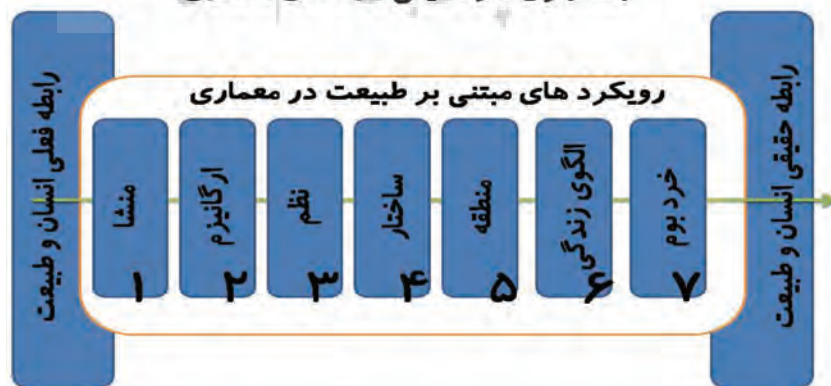 رویکرد های مبتنی بر طبیعت در معماری
رابطه فعلی انسان و طبیعت
منشا
۱
ارگانیزم
۲
نظم
۳
ساختار
۴
منطقه
۵
الگوی زندگی
۶
خرد بوم
۷
رابطه حقیقی انسان و طبیعت